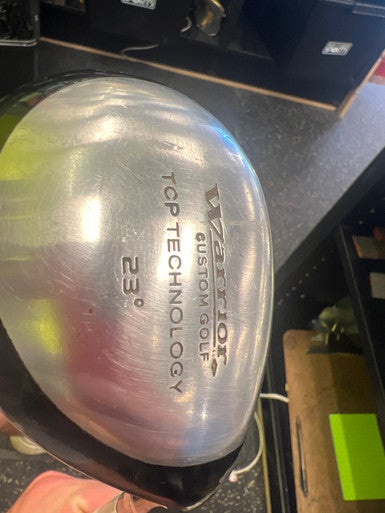 Warrior
CUSTOM GOLF
TCP TECHNOLOGY
23°